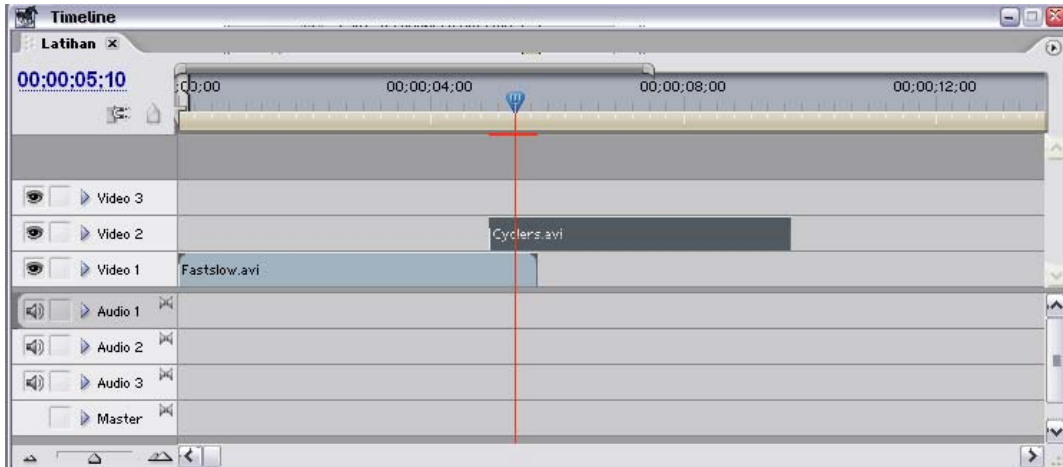 Timeline
Latihan
00;00;05;10
;00;00 00;00;04;00 00;00;08;00 00;00;12;00
Video 3
Video 2 Cyclers.avi
Video 1 Fastslow.avi
Audio 1
Audio 2
Audio 3
Master